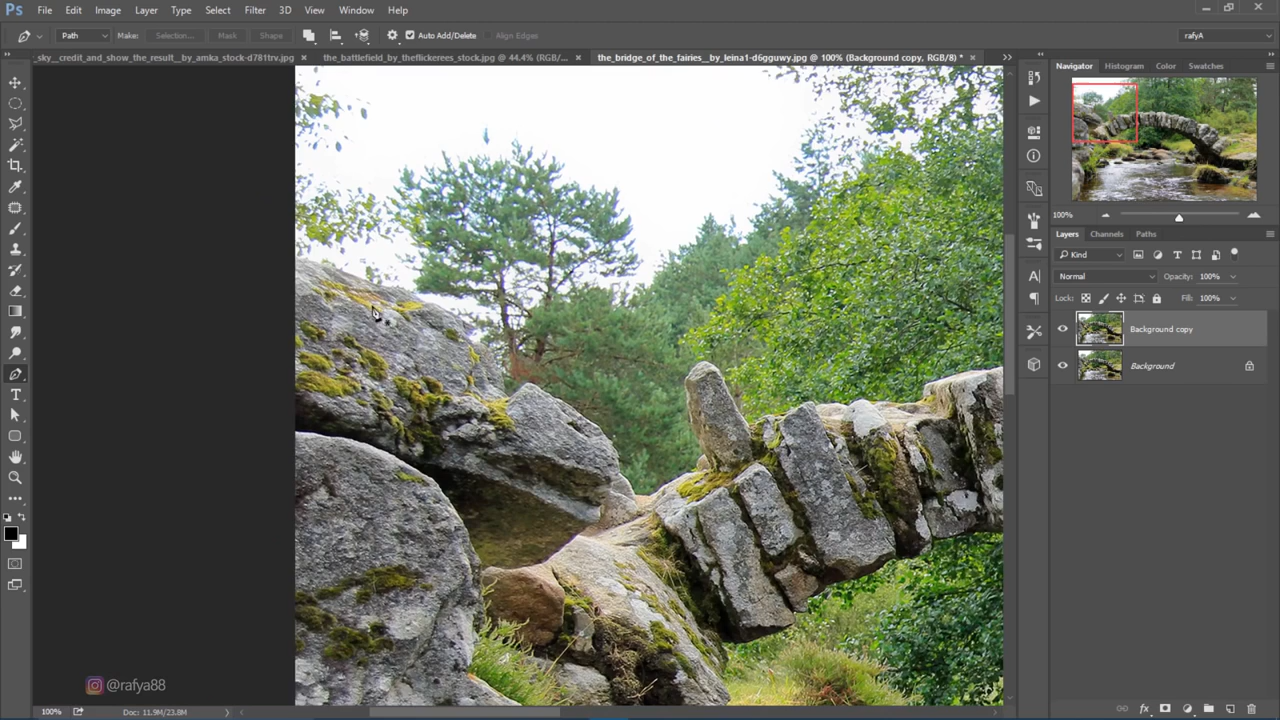 Ps File Edit Image Layer Type Select Filter 3D View Window Help
Path Make: Selection... Mask Shape Auto Add/Delete Align Edges rafyA
_sky__credit_and_show_the_result__by_amka_stock-d781trv.jpg the_battlefield_by_theflickerees_stock.jpg @ 44.4% (RGB/... the_bridge_of_the_fairies__by_leina1-d6gguwy.jpg @ 100% (Background copy, RGB/8) *
Navigator Histogram Color Swatches
100%
Layers Channels Paths
Kind
Normal Opacity: 100%
Lock: Fill: 100%
Background copy
Background
@rafya88
100% Doc: 11.9M/23.8M